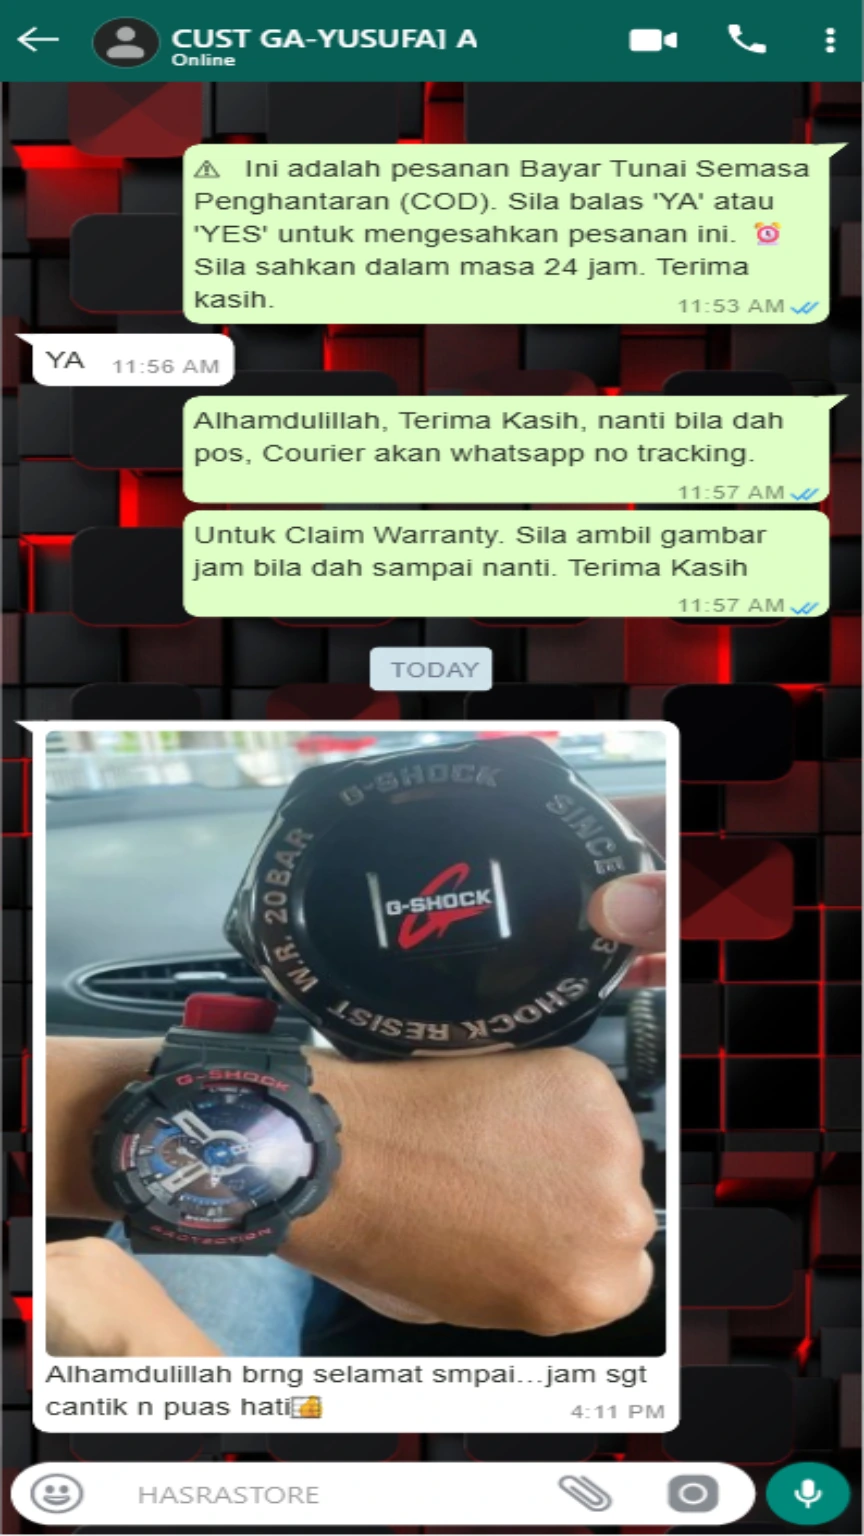 CUST GA-YUSUFA] A
Online
⚠ Ini adalah pesanan Bayar Tunai Semasa
Penghantaran (COD). Sila balas 'YA' atau
'YES' untuk mengesahkan pesanan ini. ⏰
Sila sahkan dalam masa 24 jam. Terima
kasih.
11:53 AM
YA 11:56 AM
Alhamdulillah, Terima Kasih, nanti bila dah
pos, Courier akan whatsapp no tracking.
11:57 AM
Untuk Claim Warranty. Sila ambil gambar
jam bila dah sampai nanti. Terima Kasih
11:57 AM
TODAY
G-SHOCK
SINCE
W.R. 20BAR
G-SHOCK
SHOCK RESIST
G-SHOCK
PROTECTION
Alhamdulillah brng selamat smpai...jam sgt
cantik n puas hati👍
4:11 PM
HASRASTORE